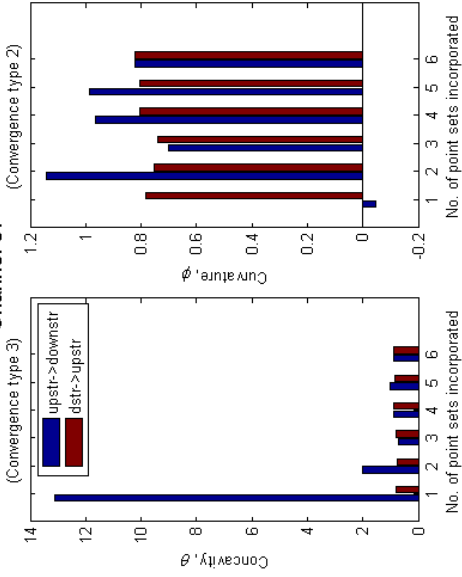 (Convergence type 3)
upstr->downstr
dstr->upstr
14
12
10
8
6
4
2
0
Concavity, θ
1 2 3 4 5 6
No. of point sets incorporated
(Convergence type 2)
1.2
1
0.8
0.6
0.4
0.2
0
-0.2
Curvature, ϕ
1 2 3 4 5 6
No. of point sets incorporated